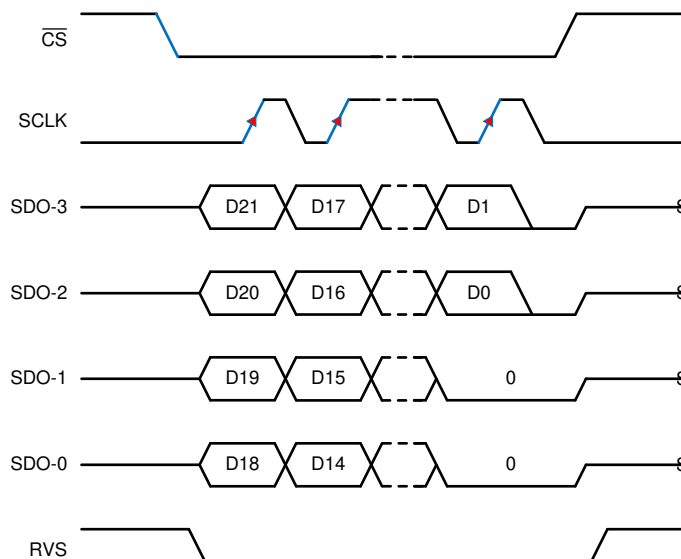 CS
SCLK
SDO-3 D21 D17 D1
SDO-2 D20 D16 D0
SDO-1 D19 D15 0
SDO-0 D18 D14 0
RVS